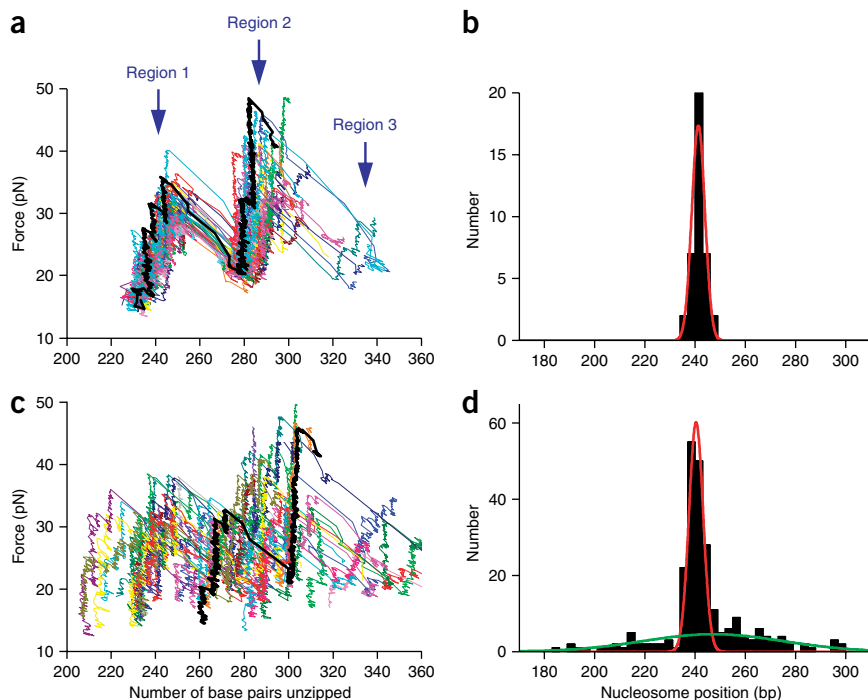 a
Region 1
Region 2
Region 3
Force (pN)
50
40
30
20
10
200 220 240 260 280 300 320 340 360
b
Number
20
15
10
5
0
180 200 220 240 260 280 300
c
Force (pN)
50
40
30
20
10
200 220 240 260 280 300 320 340 360
Number of base pairs unzipped
d
Number
60
40
20
0
180 200 220 240 260 280 300
Nucleosome position (bp)